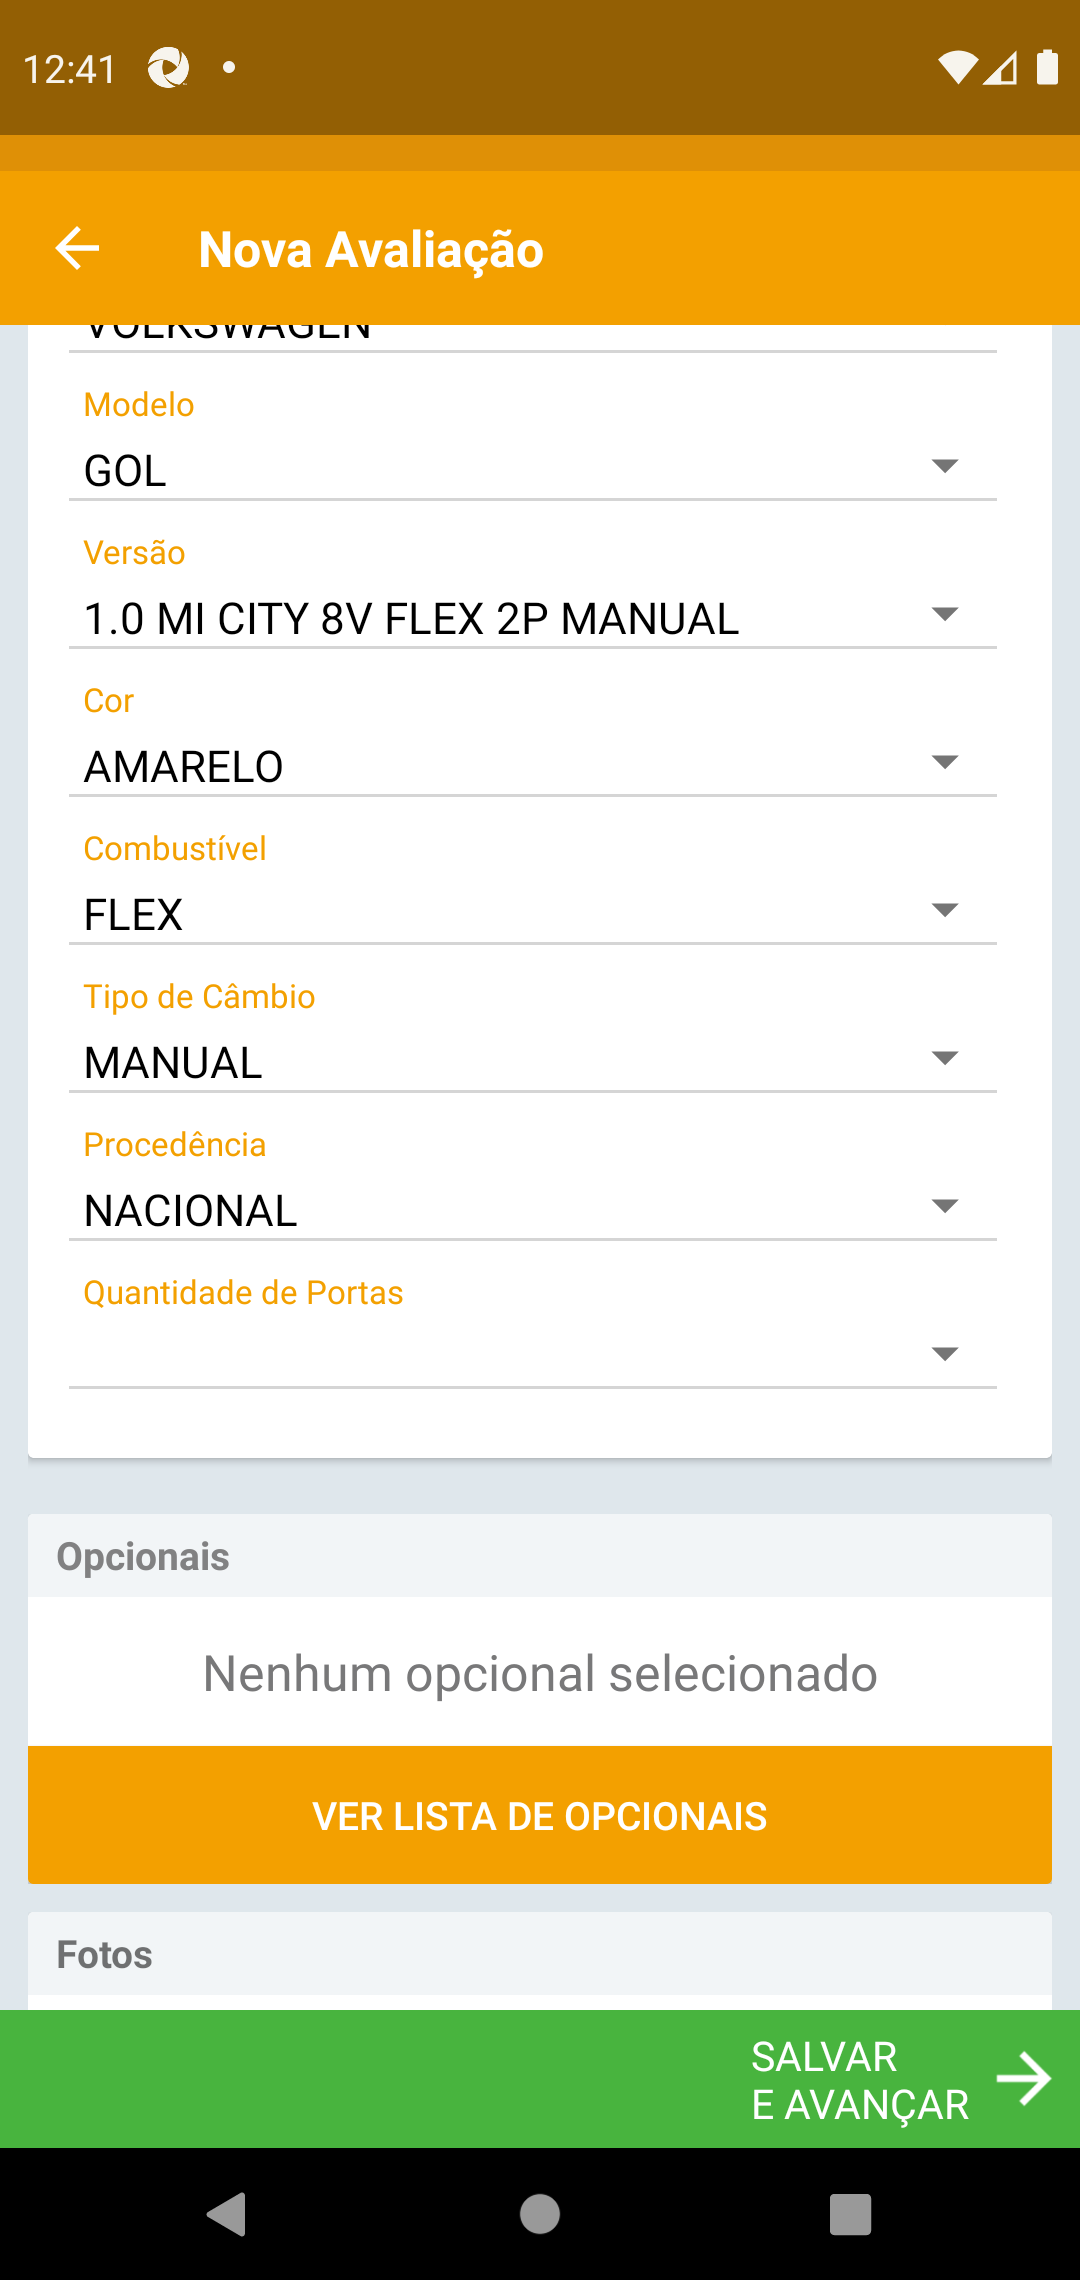 12:41
Nova Avaliação
VOLKSWAGEN
Modelo
GOL
Versão
1.0 MI CITY 8V FLEX 2P MANUAL
Cor
AMARELO
Combustível
FLEX
Tipo de Câmbio
MANUAL
Procedência
NACIONAL
Quantidade de Portas
Opcionais
Nenhum opcional selecionado
VER LISTA DE OPCIONAIS
Fotos
SALVAR
E AVANÇAR